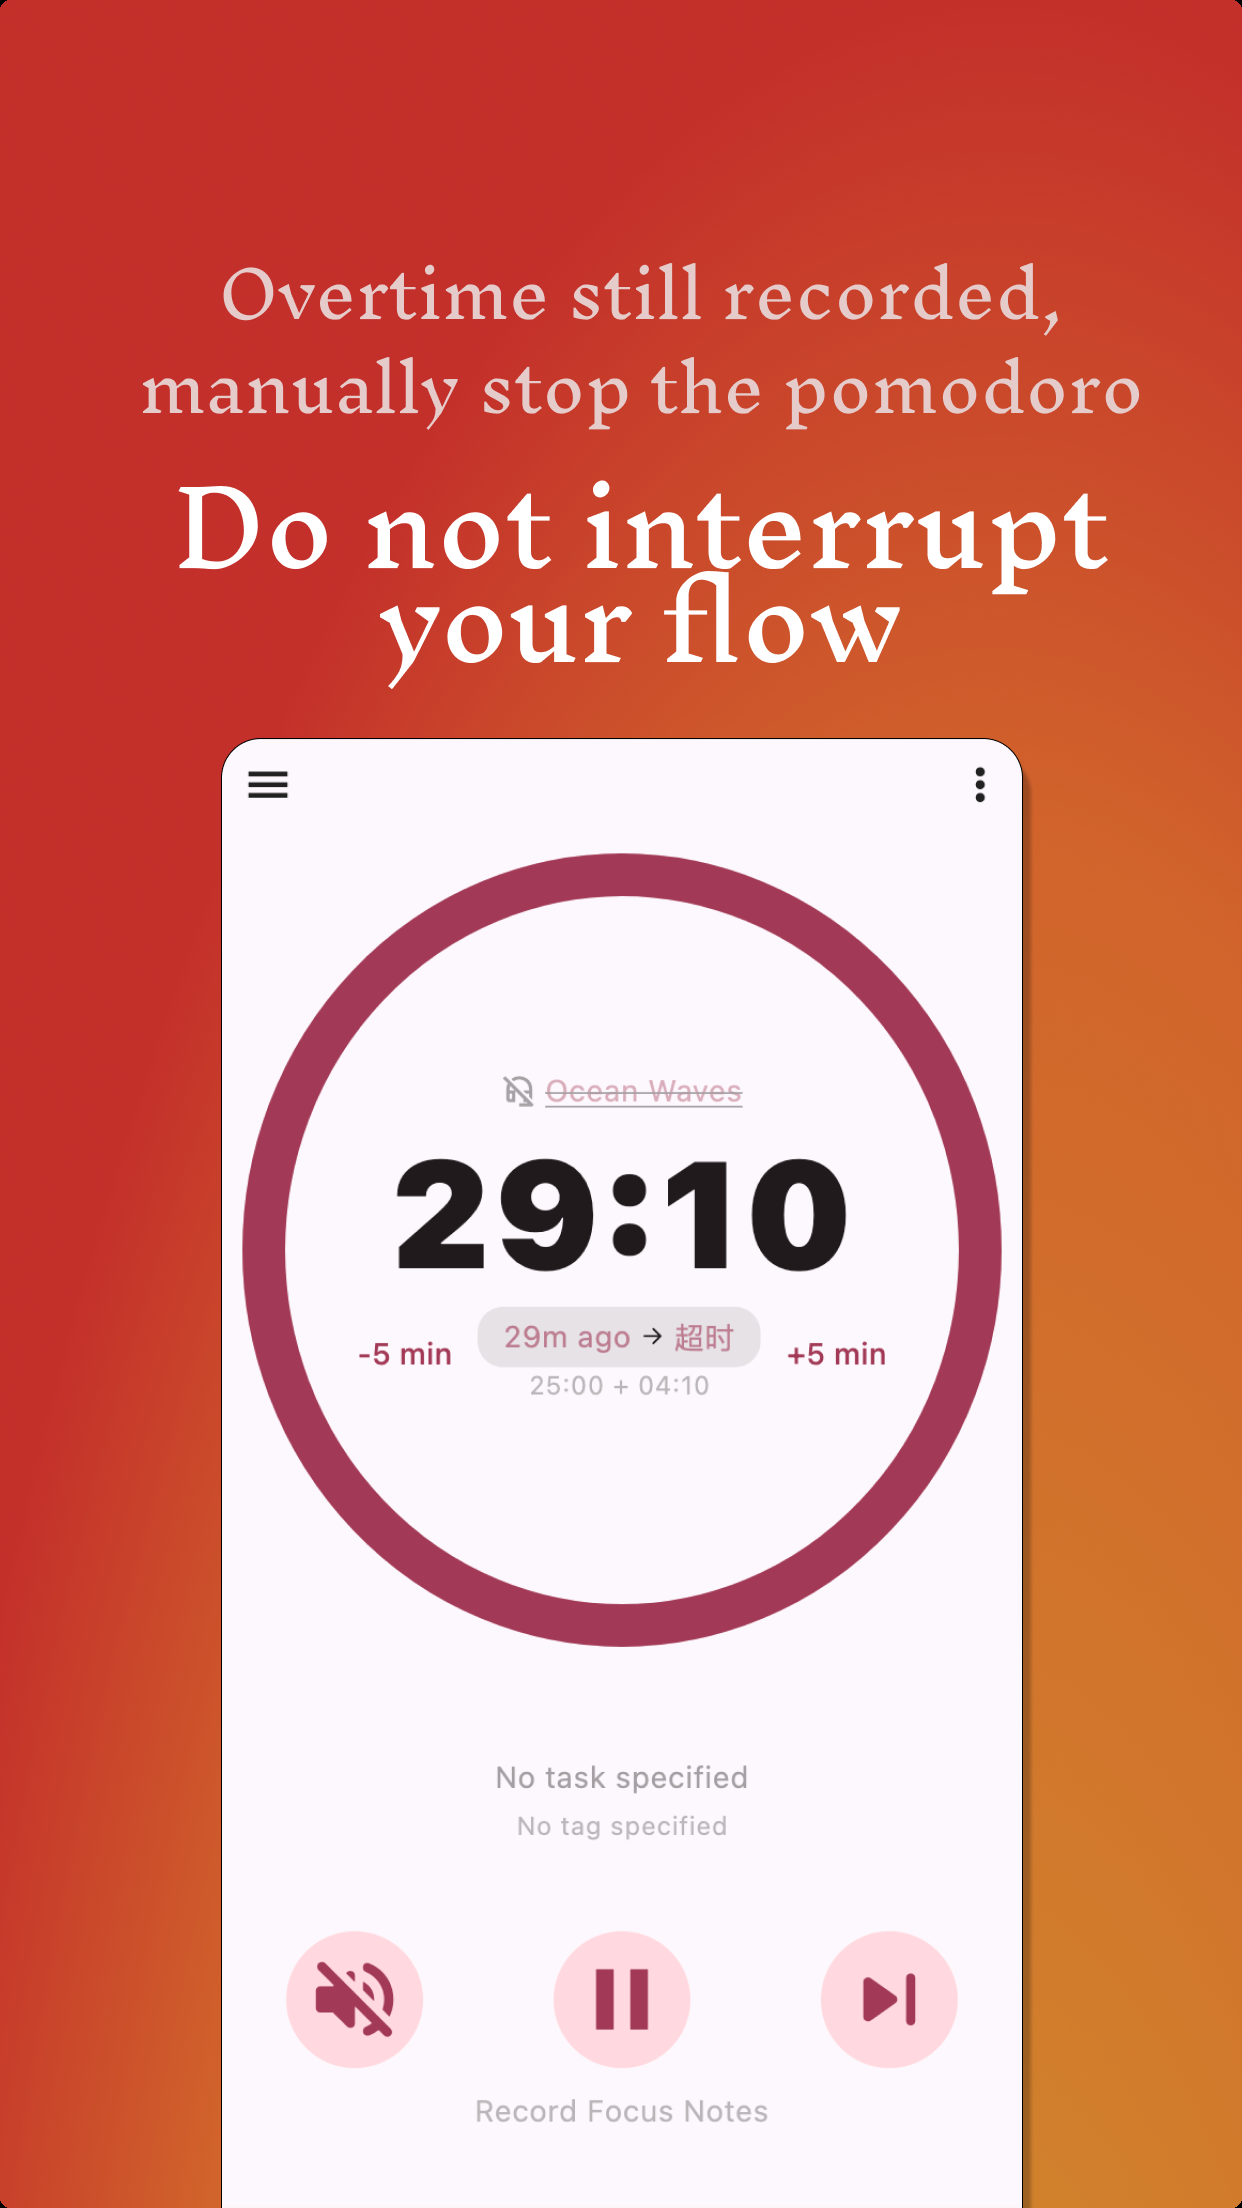 Overtime still recorded,
manually stop the pomodoro
Do not interrupt
your flow
Ocean Waves
29:10
-5 min
29m ago → 超时
+5 min
25:00 + 04:10
No task specified
No tag specified
Record Focus Notes